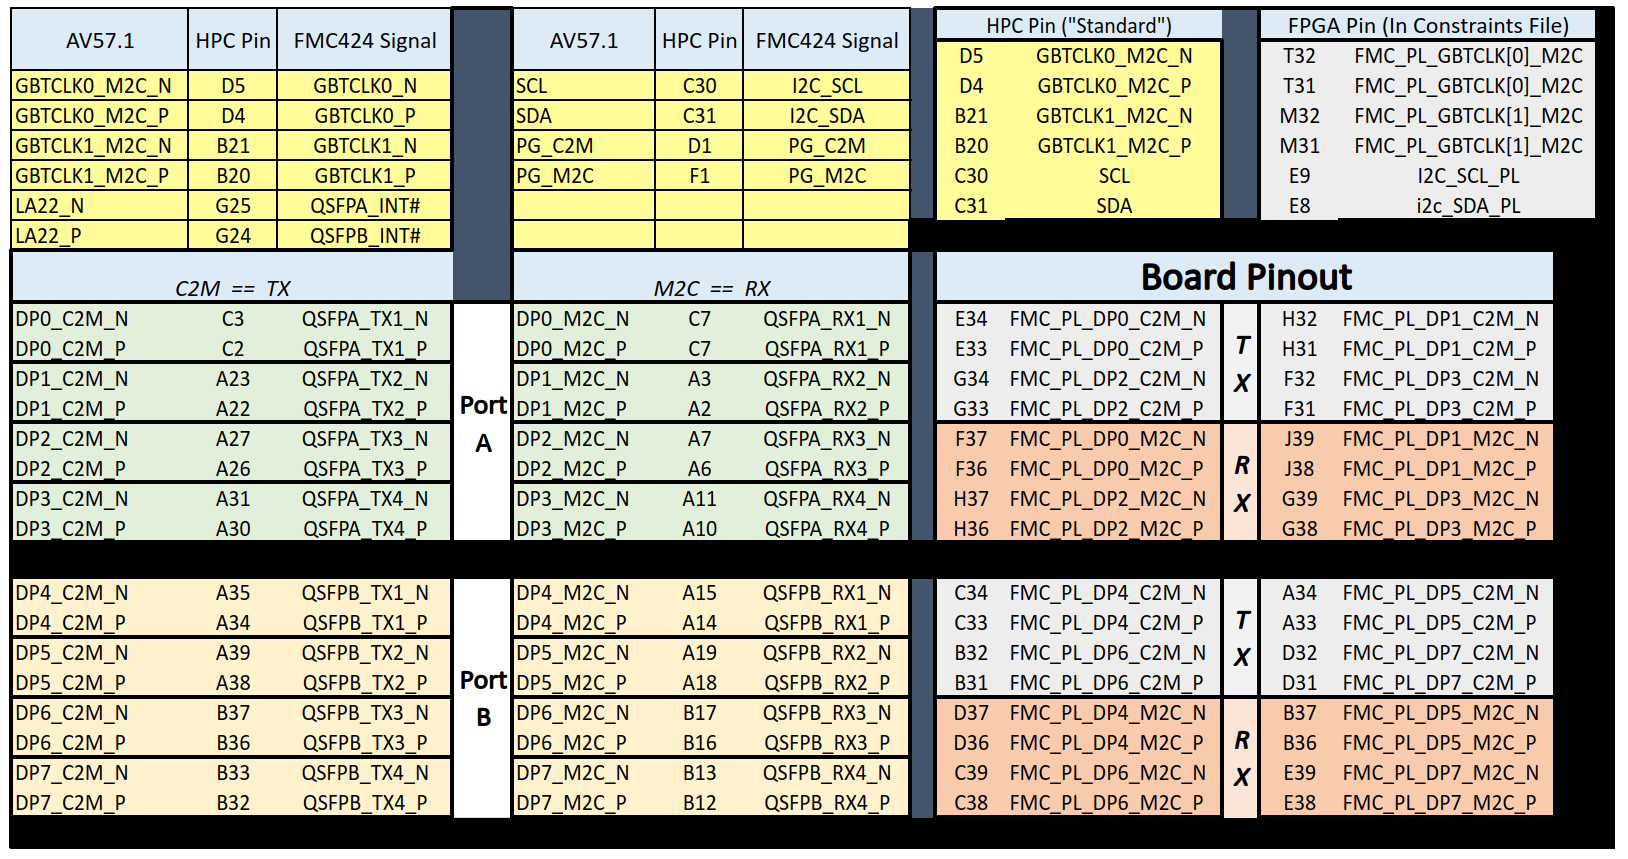 AV57.1 HPC Pin FMC424 Signal AV57.1 HPC Pin FMC424 Signal HPC Pin ("Standard") FPGA Pin (In Constraints File)
D5 GBTCLK0_M2C_N T32 FMC_PL_GBTCLK[0]_M2C
GBTCLK0_M2C_N D5 GBTCLK0_N SCL C30 I2C_SCL D4 GBTCLK0_M2C_P T31 FMC_PL_GBTCLK[0]_M2C
GBTCLK0_M2C_P D4 GBTCLK0_P SDA C31 I2C_SDA B21 GBTCLK1_M2C_N M32 FMC_PL_GBTCLK[1]_M2C
GBTCLK1_M2C_N B21 GBTCLK1_N PG_C2M D1 PG_C2M B20 GBTCLK1_M2C_P M31 FMC_PL_GBTCLK[1]_M2C
GBTCLK1_M2C_P B20 GBTCLK1_P PG_M2C F1 PG_M2C C30 SCL E9 I2C_SCL_PL
LA22_N G25 QSFPA_INT# C31 SDA E8 i2c_SDA_PL
LA22_P G24 QSFPB_INT#
C2M == TX M2C == RX Board Pinout
DP0_C2M_N C3 QSFPA_TX1_N DP0_M2C_N C7 QSFPA_RX1_N E34 FMC_PL_DP0_C2M_N H32 FMC_PL_DP1_C2M_N
DP0_C2M_P C2 QSFPA_TX1_P DP0_M2C_P C7 QSFPA_RX1_P E33 FMC_PL_DP0_C2M_P T H31 FMC_PL_DP1_C2M_P
DP1_C2M_N A23 QSFPA_TX2_N DP1_M2C_N A3 QSFPA_RX2_N G34 FMC_PL_DP2_C2M_N X F32 FMC_PL_DP3_C2M_N
DP1_C2M_P A22 QSFPA_TX2_P Port DP1_M2C_P A2 QSFPA_RX2_P G33 FMC_PL_DP2_C2M_P F31 FMC_PL_DP3_C2M_P
DP2_C2M_N A27 QSFPA_TX3_N A DP2_M2C_N A7 QSFPA_RX3_N F37 FMC_PL_DP0_M2C_N J39 FMC_PL_DP1_M2C_N
DP2_C2M_P A26 QSFPA_TX3_P DP2_M2C_P A6 QSFPA_RX3_P F36 FMC_PL_DP0_M2C_P R J38 FMC_PL_DP1_M2C_P
DP3_C2M_N A31 QSFPA_TX4_N DP3_M2C_N A11 QSFPA_RX4_N H37 FMC_PL_DP2_M2C_N X G39 FMC_PL_DP3_M2C_N
DP3_C2M_P A30 QSFPA_TX4_P DP3_M2C_P A10 QSFPA_RX4_P H36 FMC_PL_DP2_M2C_P G38 FMC_PL_DP3_M2C_P
DP4_C2M_N A35 QSFPB_TX1_N DP4_M2C_N A15 QSFPB_RX1_N C34 FMC_PL_DP4_C2M_N A34 FMC_PL_DP5_C2M_N
DP4_C2M_P A34 QSFPB_TX1_P DP4_M2C_P A14 QSFPB_RX1_P C33 FMC_PL_DP4_C2M_P T A33 FMC_PL_DP5_C2M_P
DP5_C2M_N A39 QSFPB_TX2_N DP5_M2C_N A19 QSFPB_RX2_N B32 FMC_PL_DP6_C2M_N X D32 FMC_PL_DP7_C2M_N
DP5_C2M_P A38 QSFPB_TX2_P Port DP5_M2C_P A18 QSFPB_RX2_P B31 FMC_PL_DP6_C2M_P D31 FMC_PL_DP7_C2M_P
DP6_C2M_N B37 QSFPB_TX3_N B DP6_M2C_N B17 QSFPB_RX3_N D37 FMC_PL_DP4_M2C_N B37 FMC_PL_DP5_M2C_N
DP6_C2M_P B36 QSFPB_TX3_P DP6_M2C_P B16 QSFPB_RX3_P D36 FMC_PL_DP4_M2C_P R B36 FMC_PL_DP5_M2C_P
DP7_C2M_N B33 QSFPB_TX4_N DP7_M2C_N B13 QSFPB_RX4_N C39 FMC_PL_DP6_M2C_N X E39 FMC_PL_DP7_M2C_N
DP7_C2M_P B32 QSFPB_TX4_P DP7_M2C_P B12 QSFPB_RX4_P C38 FMC_PL_DP6_M2C_P E38 FMC_PL_DP7_M2C_P